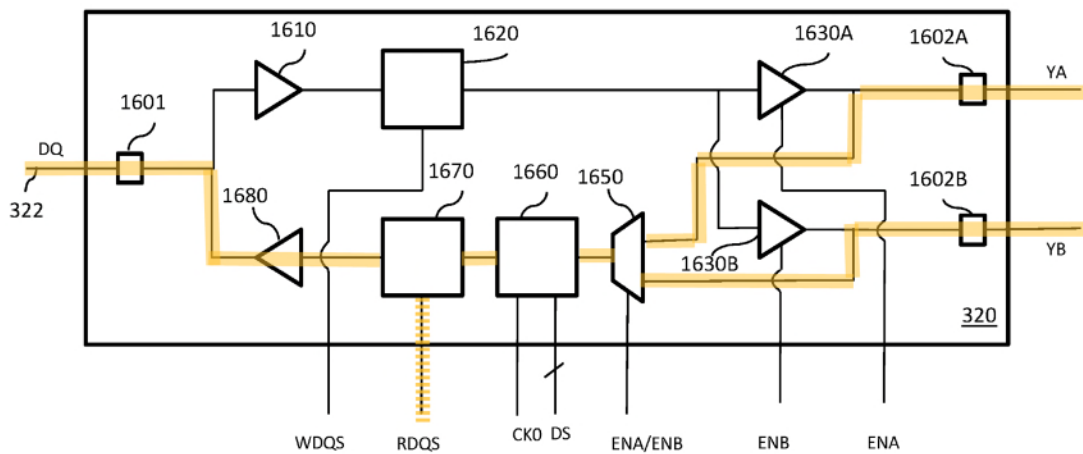 1610
1620
1630A
1602A
YA
1601
DQ
322
1680
1670
1660
1650
1602B
YB
1630B
320
WDQS
RDQS
CK0
DS
ENA/ENB
ENB
ENA